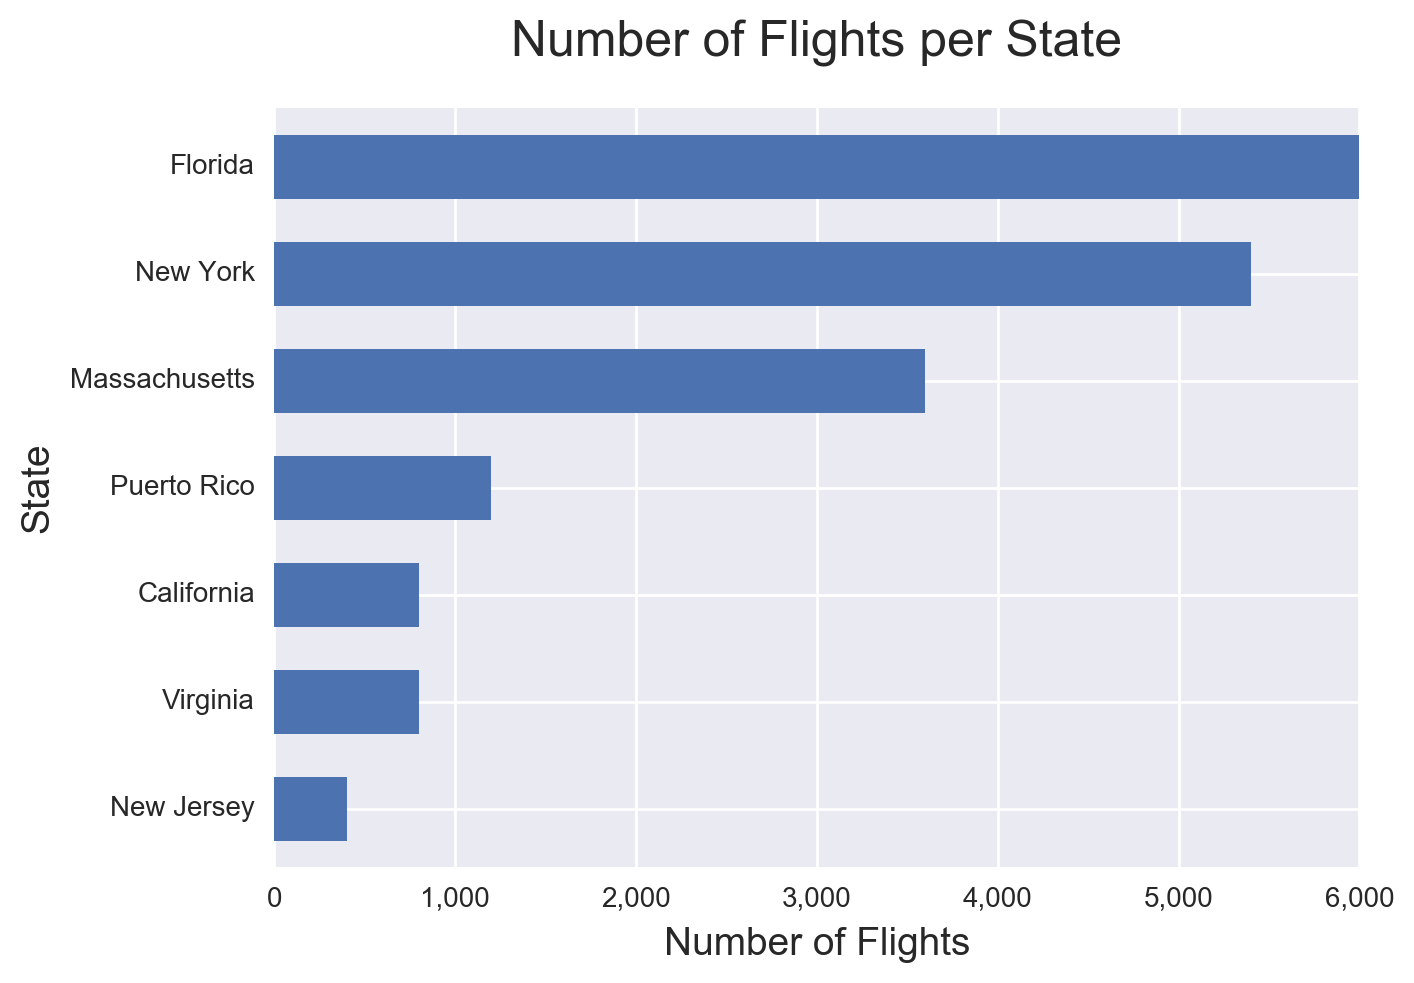 Number of Flights per State
Florida
New York
Massachusetts
Puerto Rico
California
Virginia
New Jersey
State
0 1,000 2,000 3,000 4,000 5,000 6,000
Number of Flights